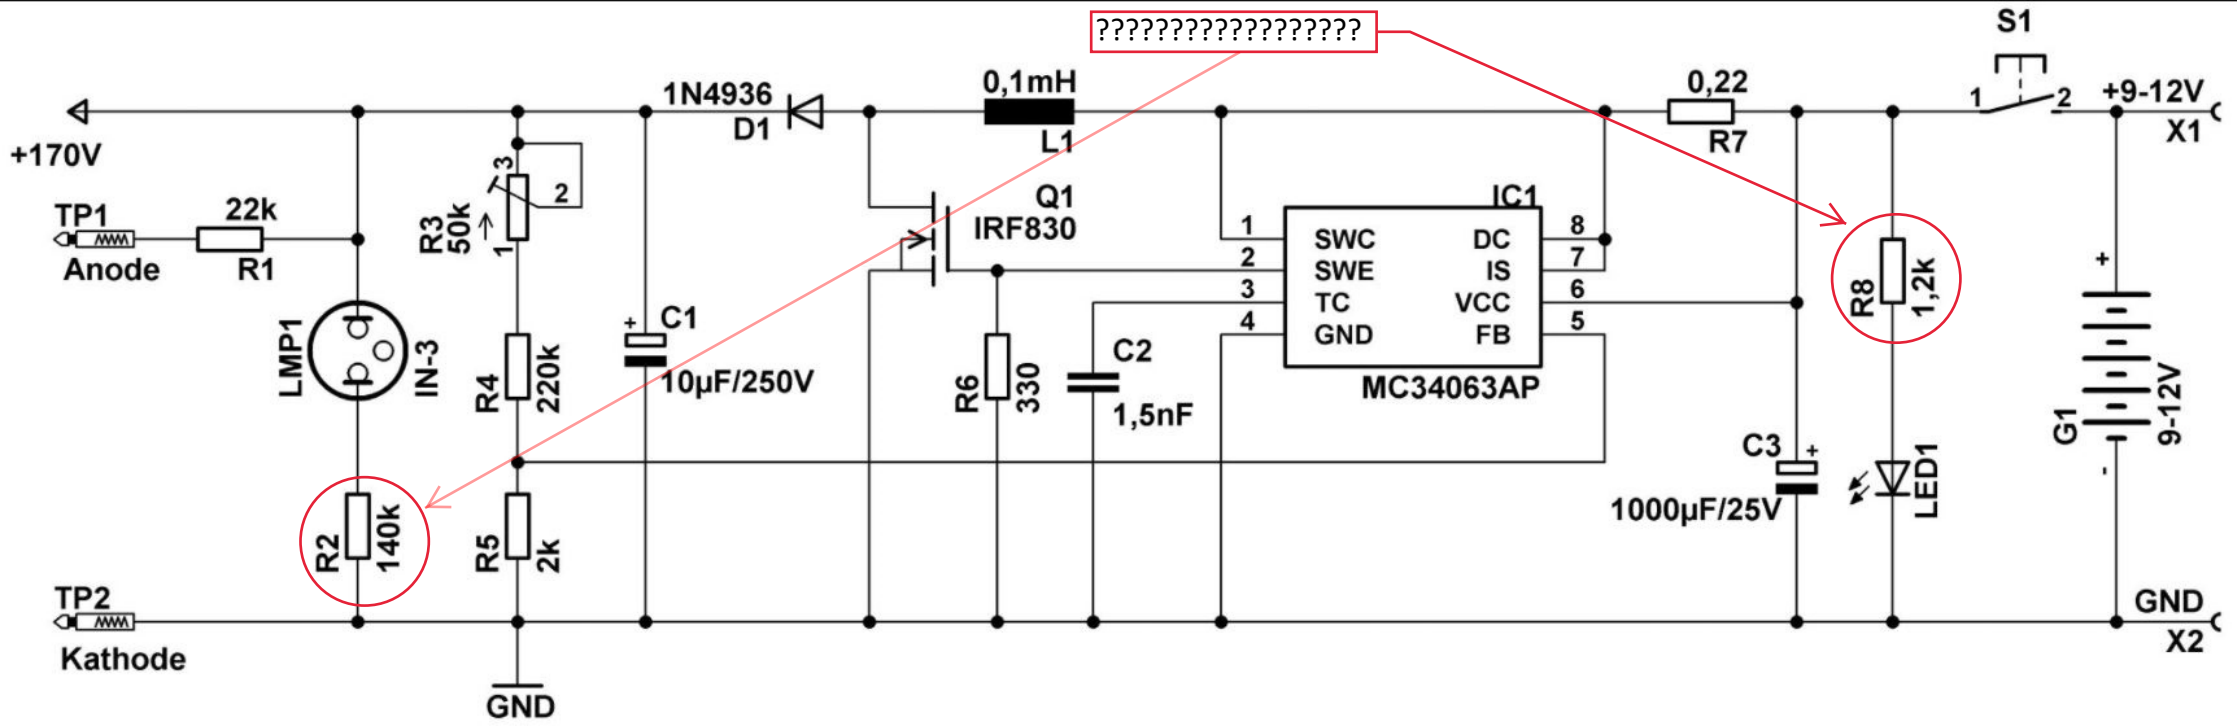 ?????????????????
S1
1N4936
D1
0,1mH
L1
0,22
R7
1
2
+9-12V
X1
+170V
TP1
Anode
22k
R1
3
2
1
R3
50k
Q1
IRF830
IC1
1
2
3
4
SWC
SWE
TC
GND
DC
IS
VCC
FB
8
7
6
5
MC34063AP
R8
1,2k
+
G1
9-12V
-
LMP1
IN-3
R4
220k
+
C1
10µF/250V
R6
330
C2
1,5nF
C3
+
1000µF/25V
LED1
R2
140k
R5
2k
TP2
Kathode
GND
GND
X2